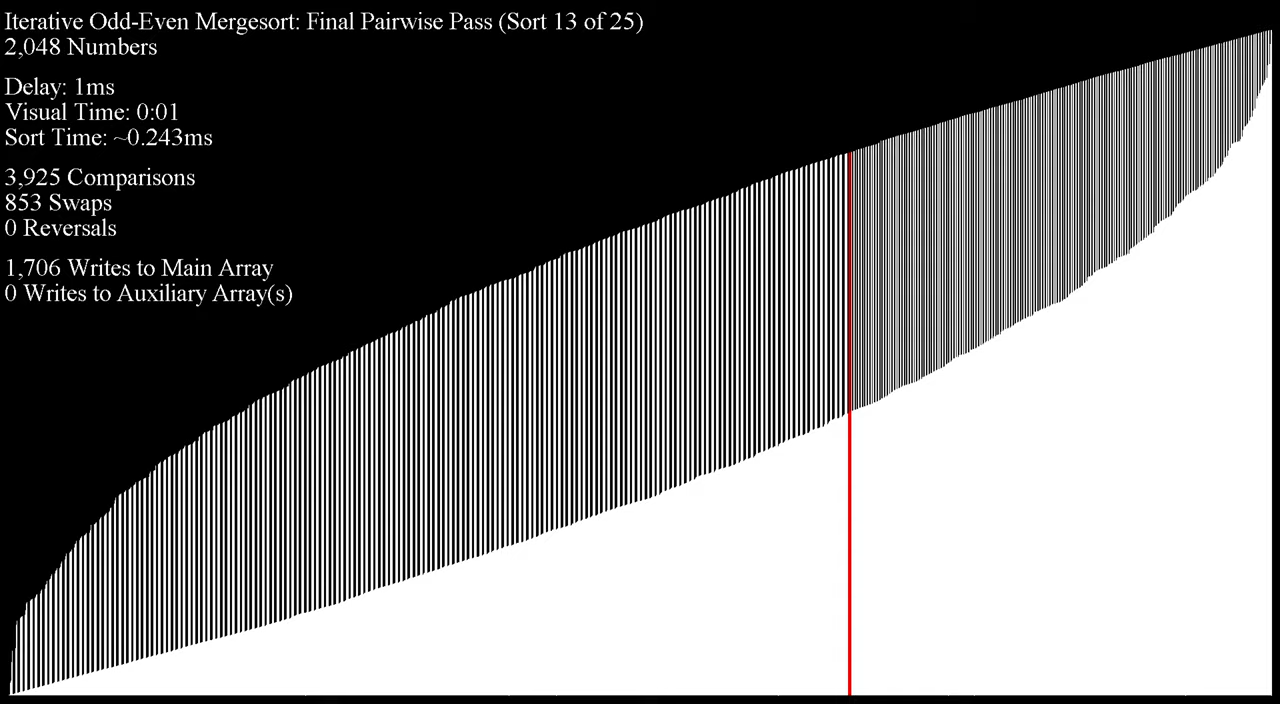 Iterative Odd-Even Mergesort: Final Pairwise Pass (Sort 13 of 25)
2,048 Numbers
Delay: 1ms
Visual Time: 0:01
Sort Time: ~0.243ms
3,925 Comparisons
853 Swaps
0 Reversals
1,706 Writes to Main Array
0 Writes to Auxiliary Array(s)